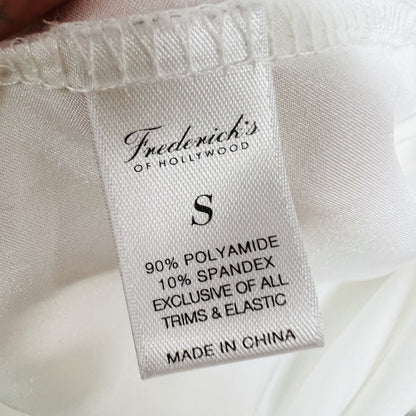 Frederick's
OF HOLLYWOOD
S
90% POLYAMIDE
10% SPANDEX
EXCLUSIVE OF ALL
TRIMS & ELASTIC
MADE IN CHINA